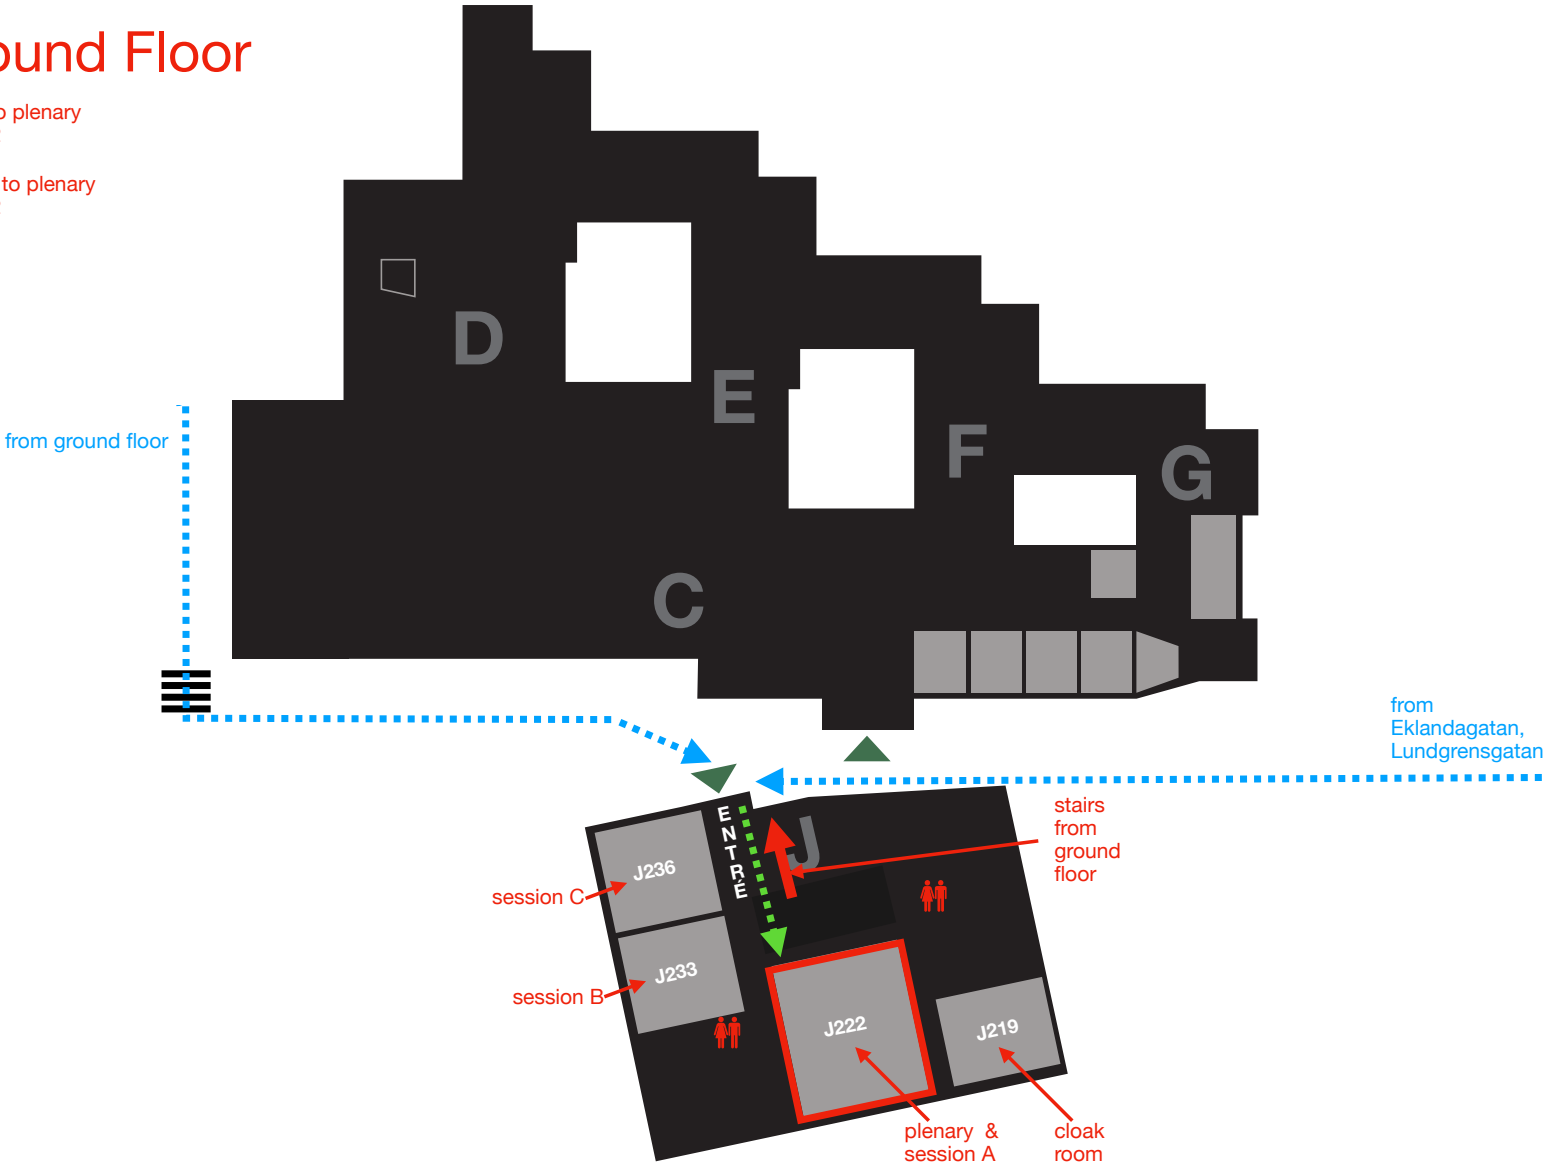 ound Floor
o plenary
to plenary
D
E
F
G
from ground floor
C
from
Eklandagatan,
Lundgrensgatan
ENTRÉ
J
stairs
from
ground
floor
J236
session C
J233
session B
J222
J219
plenary &
session A
cloak
room